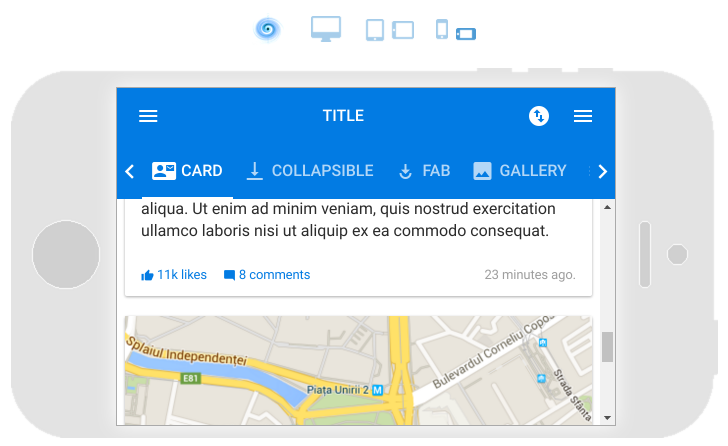 TITLE
CARD COLLAPSIBLE FAB GALLERY
aliqua. Ut enim ad minim veniam, quis nostrud exercitation
ullamco laboris nisi ut aliquip ex ea commodo consequat.
11k likes 8 comments 23 minutes ago.
Splaiul Independenței
E81
Piața Unirii 2 M
Bulevardul Corneliu Copos
Strada Sfânta